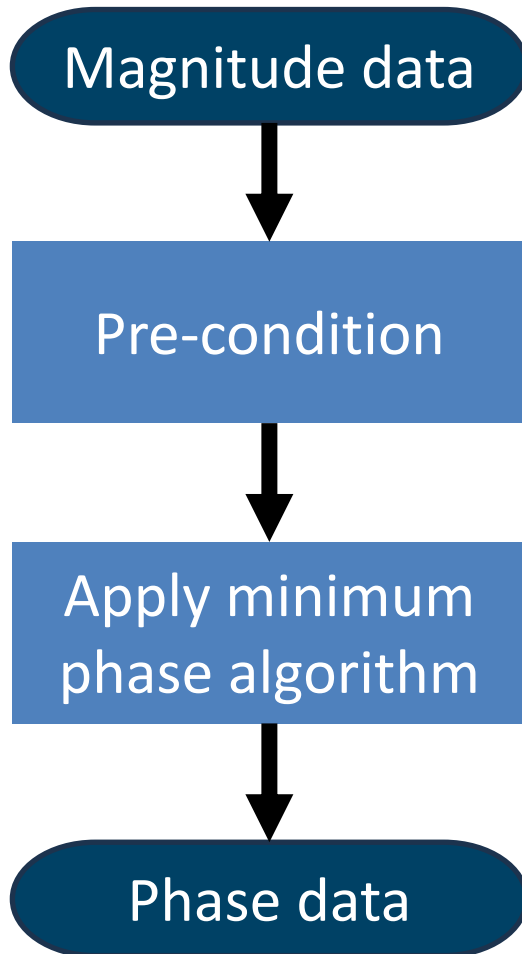 Magnitude data
Pre-condition
Apply minimum
phase algorithm
Phase data